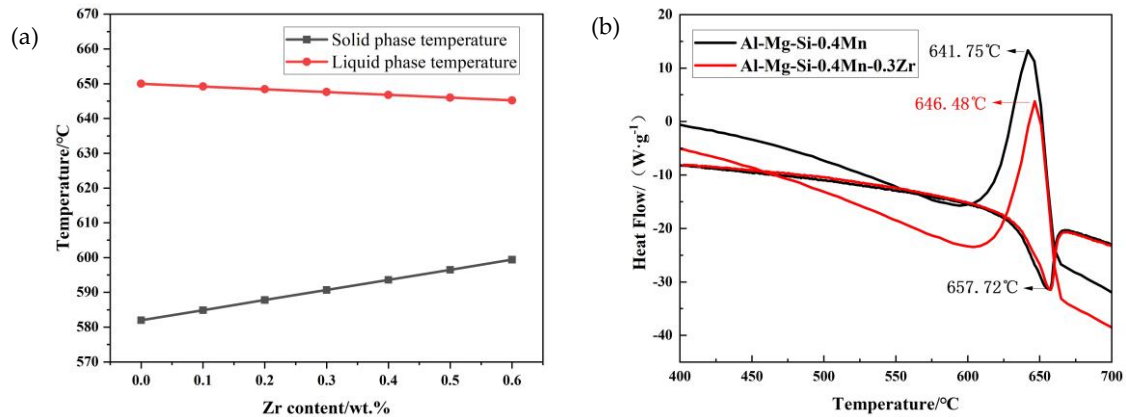 (a)
670
660
650
640
630
620
610
600
590
580
570
Temperature/℃
Solid phase temperature
Liquid phase temperature
0.0 0.1 0.2 0.3 0.4 0.5 0.6
Zr content/wt.%
(b)
20
10
0
-10
-20
-30
-40
Heat Flow/（W·g⁻¹）
Al-Mg-Si-0.4Mn
Al-Mg-Si-0.4Mn-0.3Zr
641.75℃
646.48℃
657.72℃
400 450 500 550 600 650 700
Temperature/℃